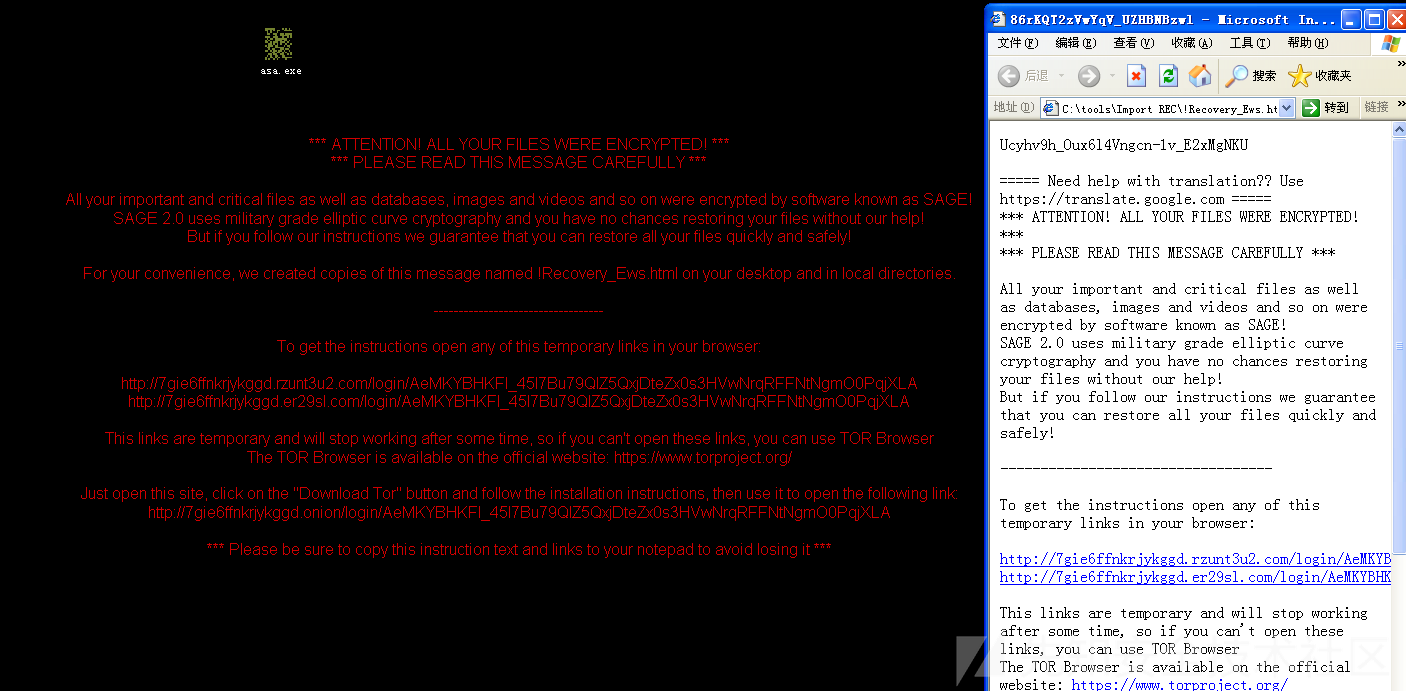 asa.exe
*** ATTENTION! ALL YOUR FILES WERE ENCRYPTED! ***
*** PLEASE READ THIS MESSAGE CAREFULLY ***
All your important and critical files as well as databases, images and videos and so on were encrypted by software known as SAGE!
SAGE 2.0 uses military grade elliptic curve cryptography and you have no chances restoring your files without our help!
But if you follow our instructions we guarantee that you can restore all your files quickly and safely!
For your convenience, we created copies of this message named !Recovery_Ews.html on your desktop and in local directories.
----------------------------------
To get the instructions open any of this temporary links in your browser:
http://7gie6ffnkrjykggd.rzunt3u2.com/login/AeMKYBHKFI_45I7Bu79QIZ5QxjDteZx0s3HVwNrqRFFNtNgmO0PqjXLA
http://7gie6ffnkrjykggd.er29sl.com/login/AeMKYBHKFI_45I7Bu79QIZ5QxjDteZx0s3HVwNrqRFFNtNgmO0PqjXLA
This links are temporary and will stop working after some time, so if you can't open these links, you can use TOR Browser
The TOR Browser is available on the official website: https://www.torproject.org/
Just open this site, click on the "Download Tor" button and follow the installation instructions, then use it to open the following link:
http://7gie6ffnkrjykggd.onion/login/AeMKYBHKFI_45I7Bu79QIZ5QxjDteZx0s3HVwNrqRFFNtNgmO0PqjXLA
*** Please be sure to copy this instruction text and links to your notepad to avoid losing it ***
86rKQT2zVwYqV_UZHBNBzwl - Microsoft In...
文件(F) 编辑(E) 查看(V) 收藏(A) 工具(T) 帮助(H)
后退 搜索 收藏夹
地址(D) C:\tools\Import REC\!Recovery_Ews.ht 转到 链接
Ucyhv9h_Oux6l4Vngcn-lv_E2xMgNKU
===== Need help with translation?? Use
https://translate.google.com =====
*** ATTENTION! ALL YOUR FILES WERE ENCRYPTED!
***
*** PLEASE READ THIS MESSAGE CAREFULLY ***
All your important and critical files as well
as databases, images and videos and so on were
encrypted by software known as SAGE!
SAGE 2.0 uses military grade elliptic curve
cryptography and you have no chances restoring
your files without our help!
But if you follow our instructions we guarantee
that you can restore all your files quickly and
safely!
----------------------------------
To get the instructions open any of this
temporary links in your browser:
http://7gie6ffnkrjykggd.rzunt3u2.com/login/AeMKYB
http://7gie6ffnkrjykggd.er29sl.com/login/AeMKYBHK
This links are temporary and will stop working
after some time, so if you can't open these
links, you can use TOR Browser
The TOR Browser is available on the official
website: https://www.torproject.org/